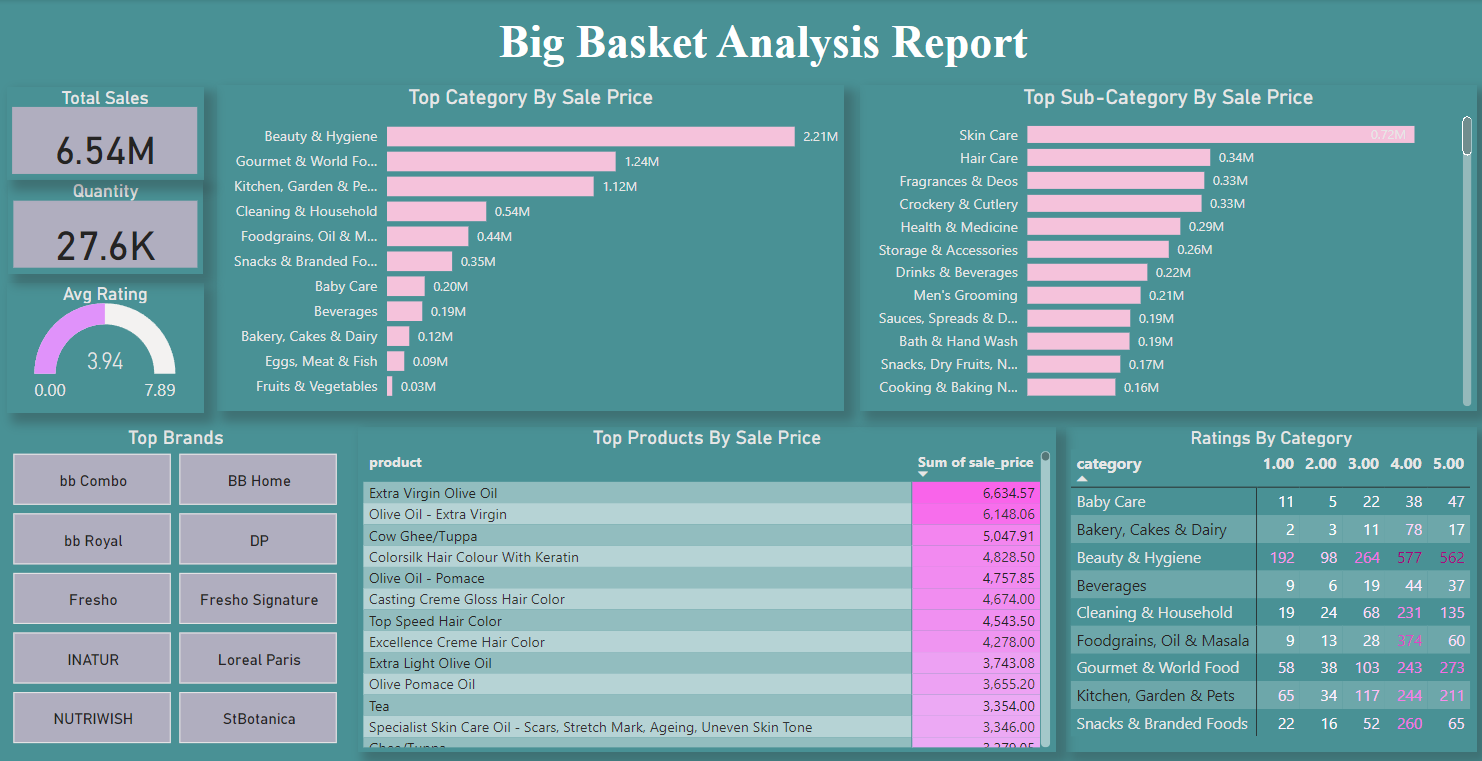 Big Basket Analysis Report
Total Sales
6.54M
Quantity
27.6K
Avg Rating
3.94
0.00 7.89
Top Category By Sale Price
Beauty & Hygiene 2.21M
Gourmet & World Fo... 1.24M
Kitchen, Garden & Pe... 1.12M
Cleaning & Household 0.54M
Foodgrains, Oil & M... 0.44M
Snacks & Branded Fo... 0.35M
Baby Care 0.20M
Beverages 0.19M
Bakery, Cakes & Dairy 0.12M
Eggs, Meat & Fish 0.09M
Fruits & Vegetables 0.03M
Top Sub-Category By Sale Price
Skin Care 0.72M
Hair Care 0.34M
Fragrances & Deos 0.33M
Crockery & Cutlery 0.33M
Health & Medicine 0.29M
Storage & Accessories 0.26M
Drinks & Beverages 0.22M
Men's Grooming 0.21M
Sauces, Spreads & D... 0.19M
Bath & Hand Wash 0.19M
Snacks, Dry Fruits, N... 0.17M
Cooking & Baking N... 0.16M
Top Brands
bb Combo BB Home
bb Royal DP
Fresho Fresho Signature
INATUR Loreal Paris
NUTRIWISH StBotanica
Top Products By Sale Price
product Sum of sale_price
Extra Virgin Olive Oil 6,634.57
Olive Oil - Extra Virgin 6,148.06
Cow Ghee/Tuppa 5,047.91
Colorsilk Hair Colour With Keratin 4,828.50
Olive Oil - Pomace 4,757.85
Casting Creme Gloss Hair Color 4,674.00
Top Speed Hair Color 4,543.50
Excellence Creme Hair Color 4,278.00
Extra Light Olive Oil 3,743.08
Olive Pomace Oil 3,655.20
Tea 3,354.00
Specialist Skin Care Oil - Scars, Stretch Mark, Ageing, Uneven Skin Tone 3,346.00
Ghee/Tuppa 3,279.05
Ratings By Category
category 1.00 2.00 3.00 4.00 5.00
Baby Care 11 5 22 38 47
Bakery, Cakes & Dairy 2 3 11 78 17
Beauty & Hygiene 192 98 264 577 562
Beverages 9 6 19 44 37
Cleaning & Household 19 24 68 231 135
Foodgrains, Oil & Masala 9 13 28 374 60
Gourmet & World Food 58 38 103 243 273
Kitchen, Garden & Pets 65 34 117 244 211
Snacks & Branded Foods 22 16 52 260 65